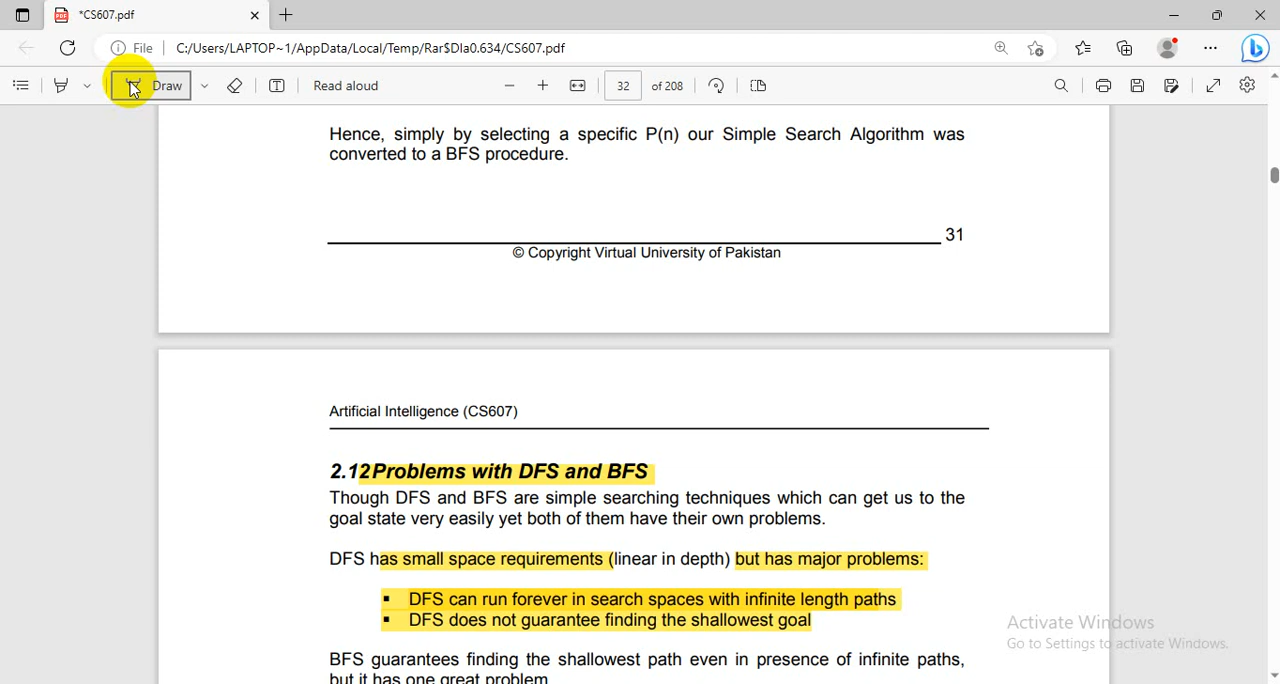 *CS607.pdf
File
C:/Users/LAPTOP~1/AppData/Local/Temp/Rar$DIa0.634/CS607.pdf
Draw
Read aloud
32
of 208
Hence, simply by selecting a specific P(n) our Simple Search Algorithm was
converted to a BFS procedure.
31
© Copyright Virtual University of Pakistan
Artificial Intelligence (CS607)
2.12Problems with DFS and BFS
Though DFS and BFS are simple searching techniques which can get us to the
goal state very easily yet both of them have their own problems.
DFS has small space requirements (linear in depth) but has major problems:
▪ DFS can run forever in search spaces with infinite length paths
▪ DFS does not guarantee finding the shallowest goal
BFS guarantees finding the shallowest path even in presence of infinite paths,
but it has one great problem
Activate Windows
Go to Settings to activate Windows.